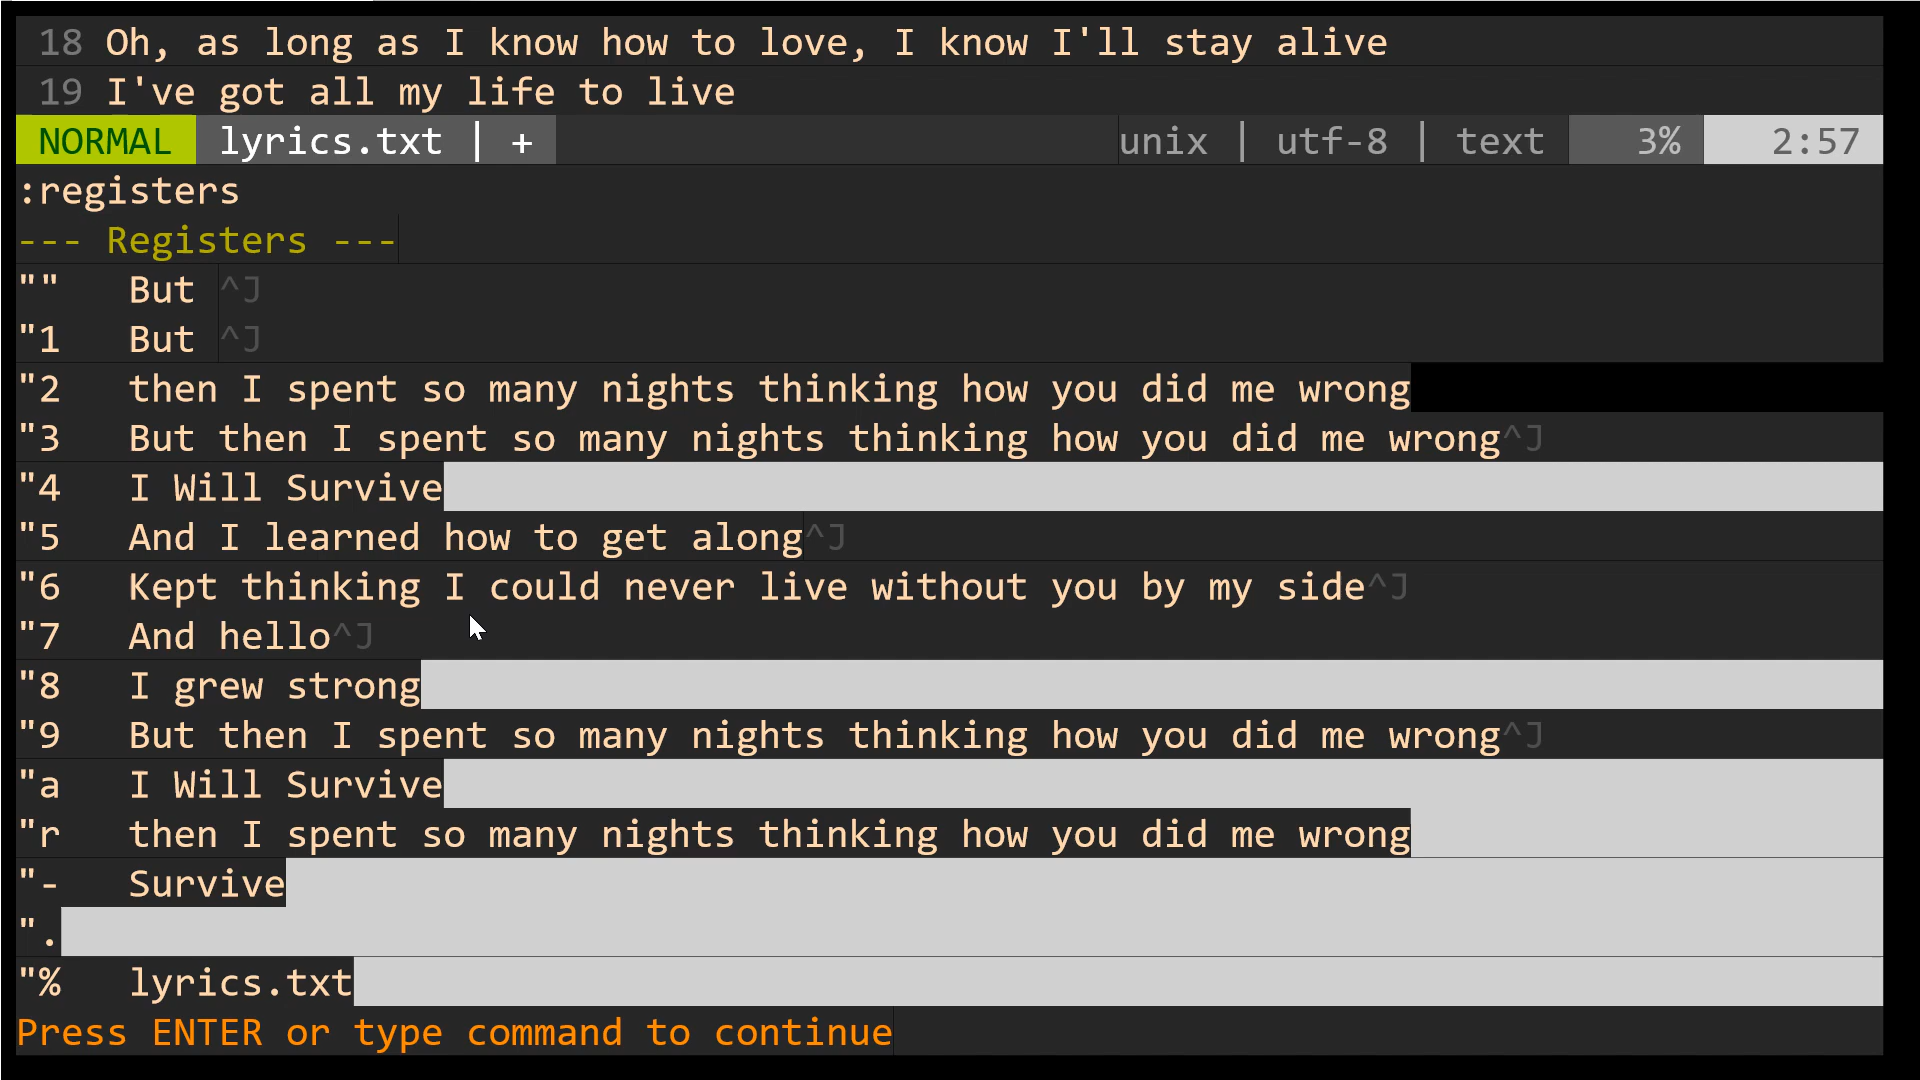 18 Oh, as long as I know how to love, I know I'll stay alive
19 I've got all my life to live
NORMAL lyrics.txt | + unix | utf-8 | text 3% 2:57
:registers
--- Registers ---
"" But ^J
"1 But ^J
"2 then I spent so many nights thinking how you did me wrong
"3 But then I spent so many nights thinking how you did me wrong^J
"4 I Will Survive
"5 And I learned how to get along^J
"6 Kept thinking I could never live without you by my side^J
"7 And hello^J
"8 I grew strong
"9 But then I spent so many nights thinking how you did me wrong^J
"a I Will Survive
"r then I spent so many nights thinking how you did me wrong
"- Survive
".
"% lyrics.txt
Press ENTER or type command to continue